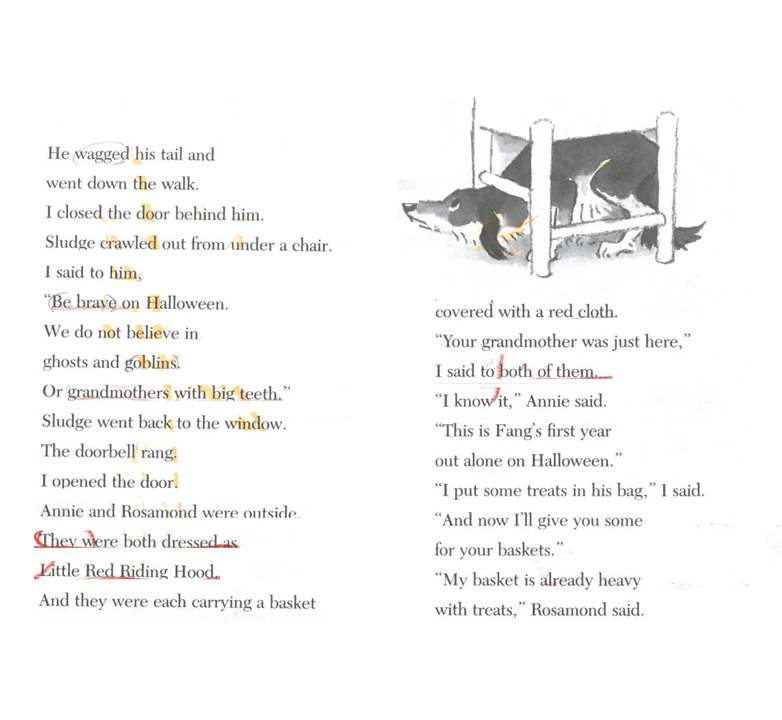 He wagged his tail and
went down the walk.
I closed the door behind him.
Sludge crawled out from under a chair.
I said to him,
“Be brave on Halloween.
We do not believe in
ghosts and goblins.
Or grandmothers with big teeth.”
Sludge went back to the window.
The doorbell rang.
I opened the door.
Annie and Rosamond were outside.
They were both dressed as
Little Red Riding Hood.
And they were each carrying a basket
covered with a red cloth.
“Your grandmother was just here,”
I said to both of them.
“I know it,” Annie said.
“This is Fang’s first year
out alone on Halloween.”
“I put some treats in his bag,” I said.
“And now I’ll give you some
for your baskets.”
“My basket is already heavy
with treats,” Rosamond said.